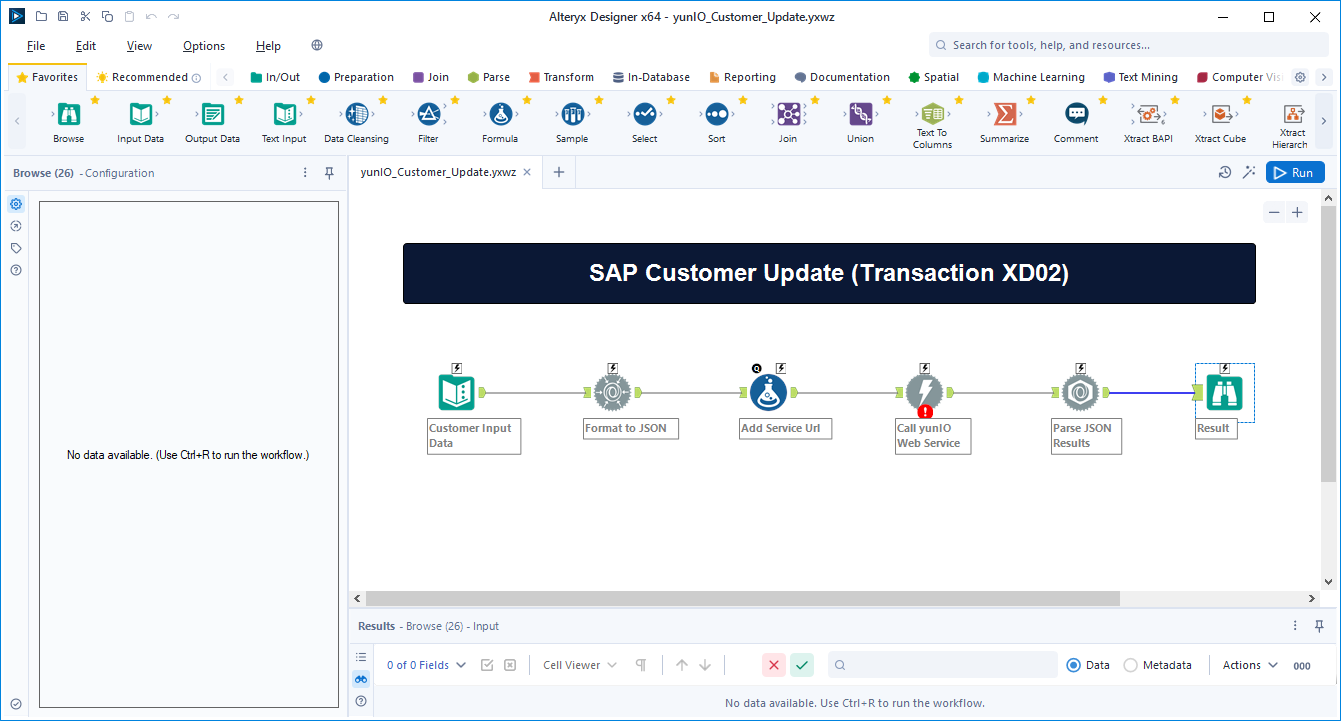 Alteryx Designer x64 - yunIO_Customer_Update.yxwz
File Edit View Options Help
Search for tools, help, and resources...
Favorites Recommended In/Out Preparation Join Parse Transform In-Database Reporting Documentation Spatial Machine Learning Text Mining Computer Vis
Browse Input Data Output Data Text Input Data Cleansing Filter Formula Sample Select Sort Join Union Text To Columns Summarize Comment Xtract BAPI Xtract Cube Xtract Hierarch
Browse (26) - Configuration
yunIO_Customer_Update.yxwz
Run
No data available. (Use Ctrl+R to run the workflow.)
SAP Customer Update (Transaction XD02)
Customer Input
Data
Format to JSON
Add Service Url
Call yunIO
Web Service
Parse JSON
Results
Result
Results - Browse (26) - Input
0 of 0 Fields Cell Viewer Data Metadata Actions 000
No data available. Use Ctrl+R to run the workflow.